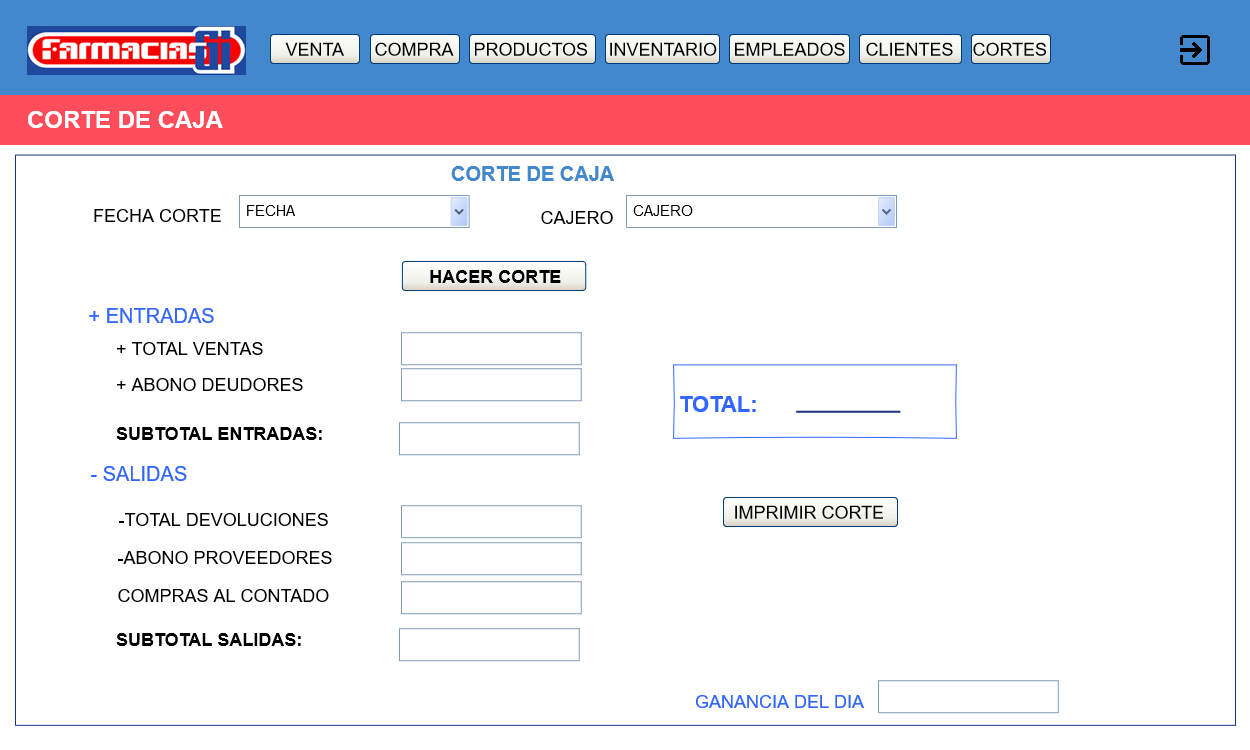 Farmacias GI
VENTA COMPRA PRODUCTOS INVENTARIO EMPLEADOS CLIENTES CORTES
CORTE DE CAJA
CORTE DE CAJA
FECHA CORTE FECHA CAJERO CAJERO
HACER CORTE
+ ENTRADAS
+ TOTAL VENTAS
+ ABONO DEUDORES
TOTAL:
SUBTOTAL ENTRADAS:
- SALIDAS
-TOTAL DEVOLUCIONES
IMPRIMIR CORTE
-ABONO PROVEEDORES
COMPRAS AL CONTADO
SUBTOTAL SALIDAS:
GANANCIA DEL DIA